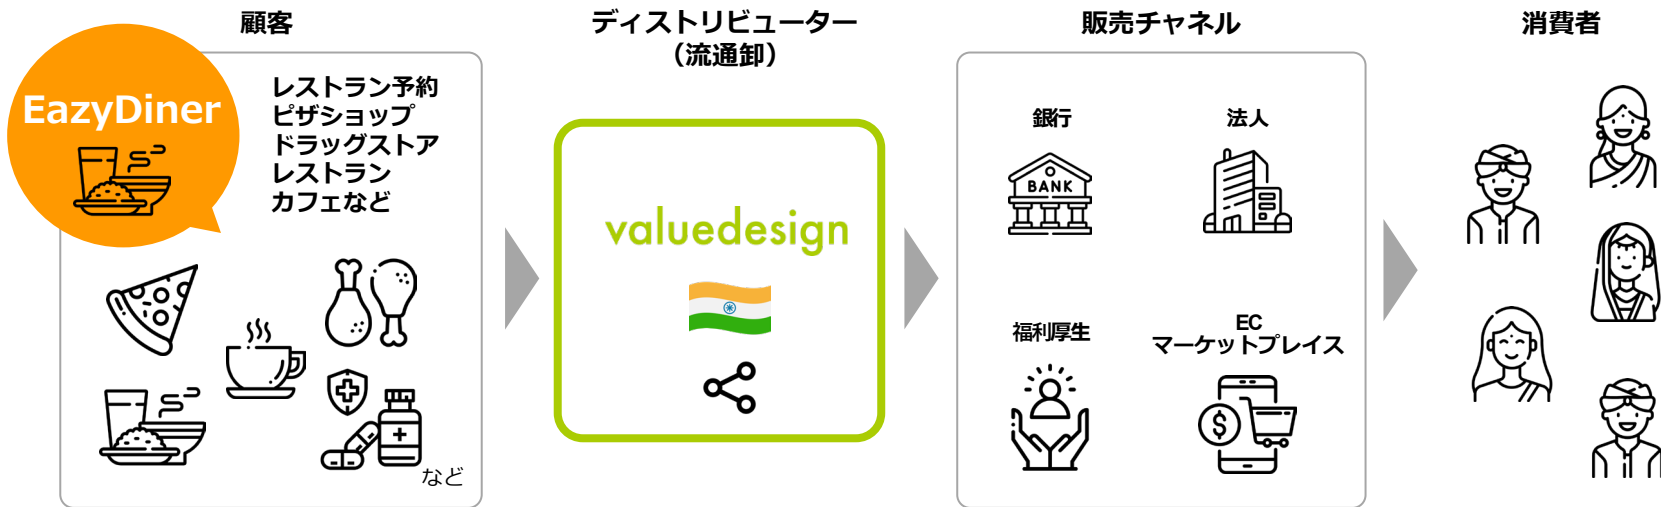 顧客
EazyDiner
レストラン予約
ピザショップ
ドラッグストア
レストラン
カフェなど
など
ディストリビューター
（流通卸）
valuedesign
販売チャネル
銀行
BANK
法人
福利厚生
EC
マーケットプレイス
$
消費者